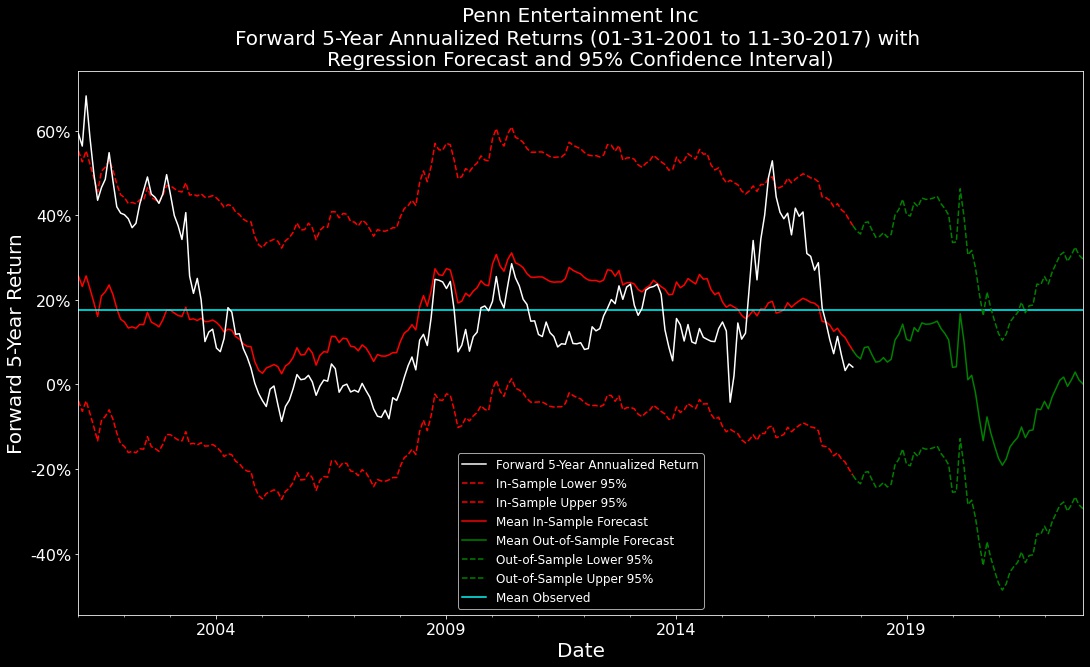 Penn Entertainment Inc
Forward 5-Year Annualized Returns (01-31-2001 to 11-30-2017) with
Regression Forecast and 95% Confidence Interval)
Forward 5-Year Return
60%
40%
20%
0%
-20%
-40%
Forward 5-Year Annualized Return
In-Sample Lower 95%
In-Sample Upper 95%
Mean In-Sample Forecast
Mean Out-of-Sample Forecast
Out-of-Sample Lower 95%
Out-of-Sample Upper 95%
Mean Observed
2004
2009
2014
2019
Date